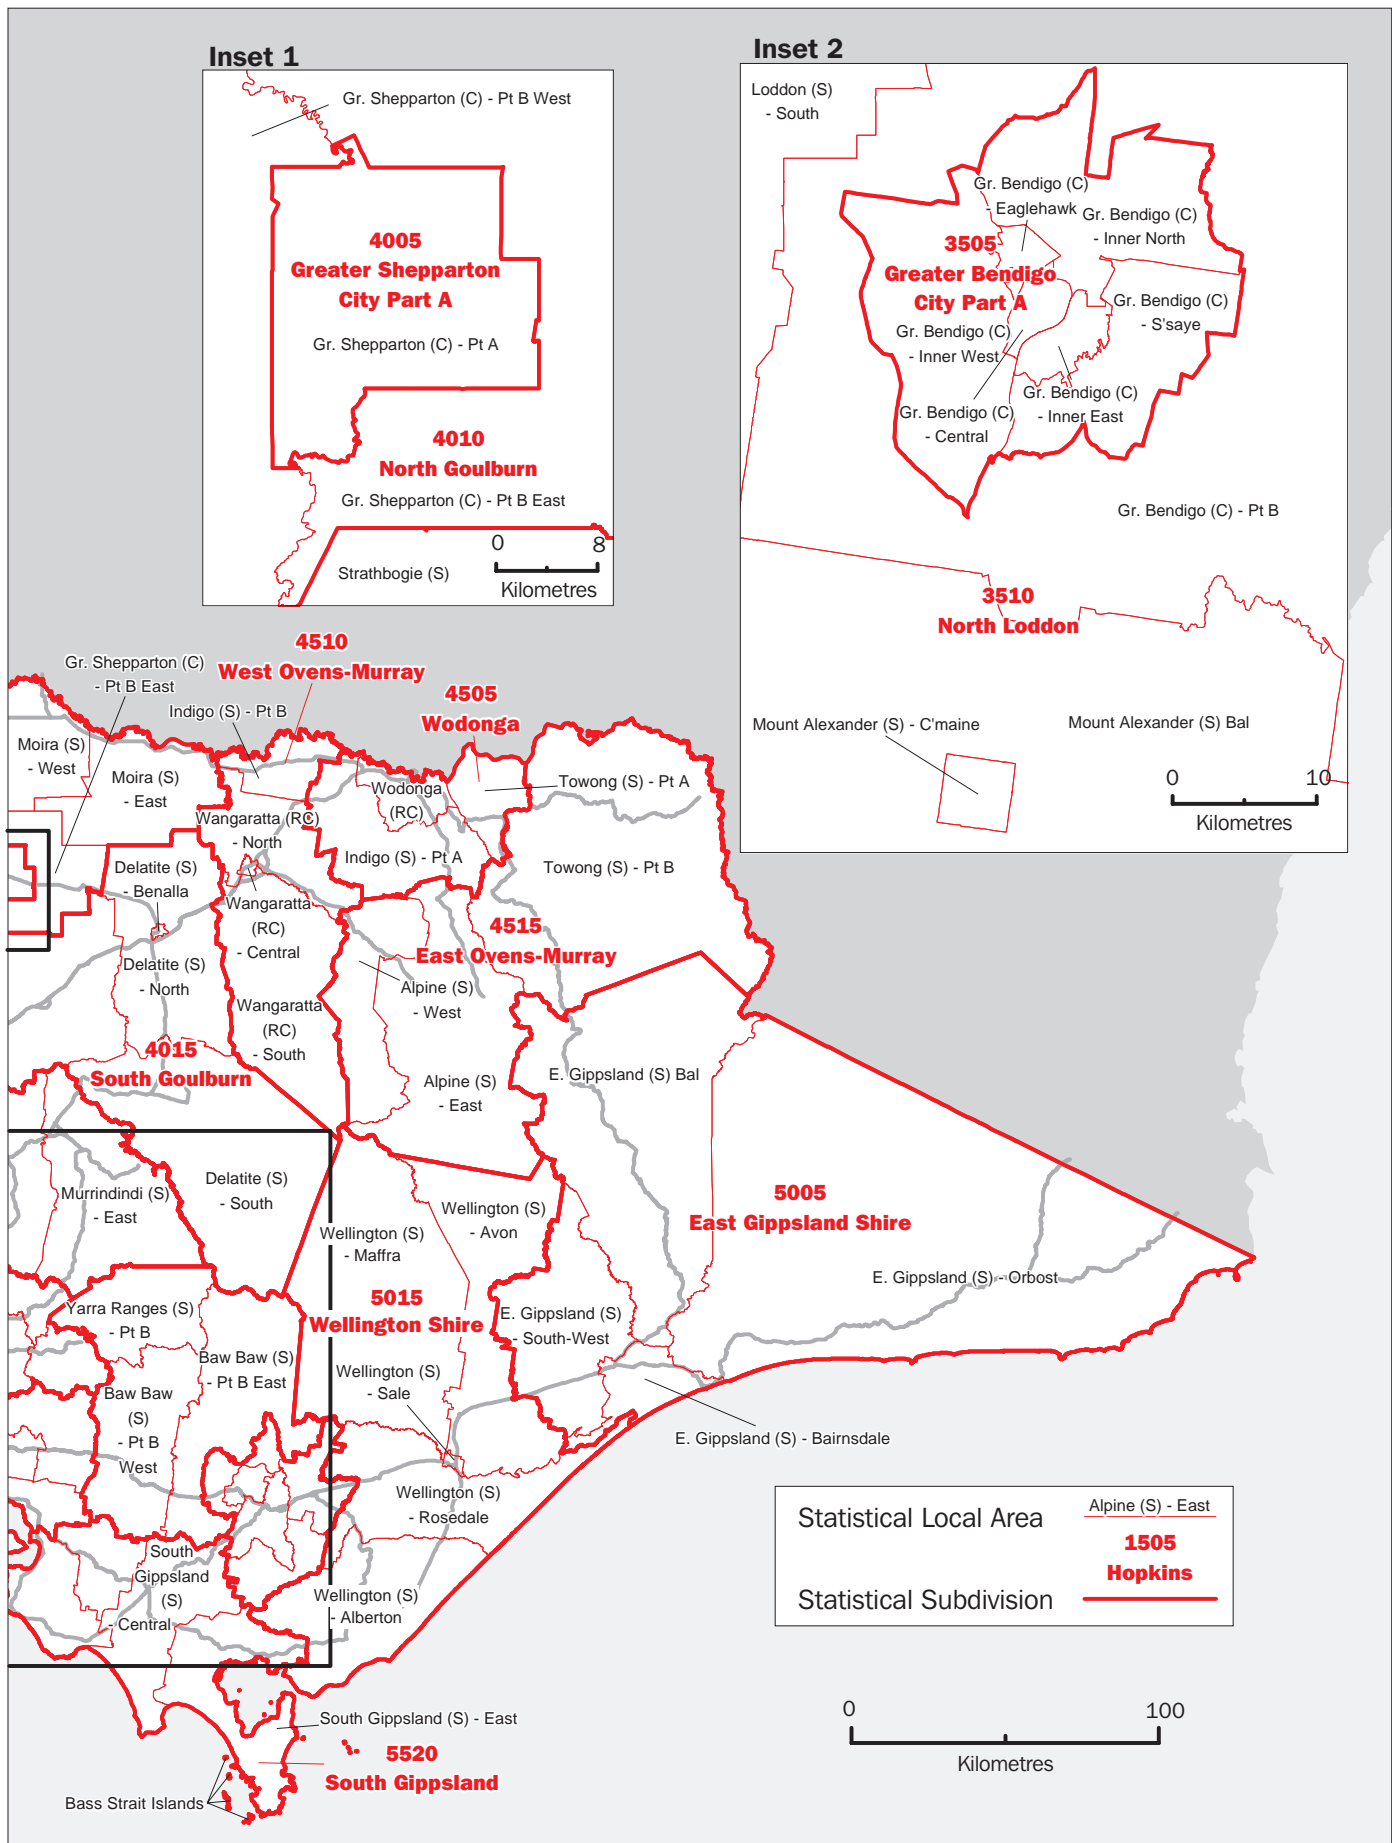 Inset 1
Gr. Shepparton (C) - Pt B West
4005
Greater Shepparton
City Part A
Gr. Shepparton (C) - Pt A
4010
North Goulburn
Gr. Shepparton (C) - Pt B East
Strathbogie (S)
0 8
Kilometres
Inset 2
Loddon (S)
- South
Gr. Bendigo (C)
- Eaglehawk
Gr. Bendigo (C)
- Inner North
3505
Greater Bendigo
City Part A
Gr. Bendigo (C)
- S'saye
Gr. Bendigo (C)
- Inner West
Gr. Bendigo (C)
- Inner East
Gr. Bendigo (C)
- Central
Gr. Bendigo (C) - Pt B
3510
North Loddon
Mount Alexander (S) - C'maine
Mount Alexander (S) Bal
0 10
Kilometres
4510
West Ovens-Murray
Gr. Shepparton (C)
- Pt B East
Indigo (S) - Pt B
4505
Wodonga
Moira (S)
- West
Moira (S)
- East
Wodonga
(RC)
Towong (S) - Pt A
Wangaratta (RC)
- North
Indigo (S) - Pt A
Towong (S) - Pt B
Delatite (S)
- Benalla
Wangaratta
(RC)
- Central
4515
East Ovens-Murray
Delatite (S)
- North
Alpine (S)
- West
Wangaratta
(RC)
- South
4015
South Goulburn
Alpine (S)
- East
E. Gippsland (S) Bal
Murrindindi (S)
- East
Delatite (S)
- South
Wellington (S)
- Maffra
Wellington (S)
- Avon
5005
East Gippsland Shire
E. Gippsland (S) - Orbost
5015
Wellington Shire
Yarra Ranges (S)
- Pt B
E. Gippsland (S)
- South-West
Baw Baw (S)
- Pt B East
Wellington (S)
- Sale
Baw Baw
(S)
- Pt B
West
E. Gippsland (S) - Bairnsdale
Wellington (S)
- Rosedale
South
Gippsland
(S)
- Central
Wellington (S)
- Alberton
Statistical Local Area
Alpine (S) - East
1505
Hopkins
Statistical Subdivision
South Gippsland (S) - East
5520
South Gippsland
Bass Strait Islands
0 100
Kilometres